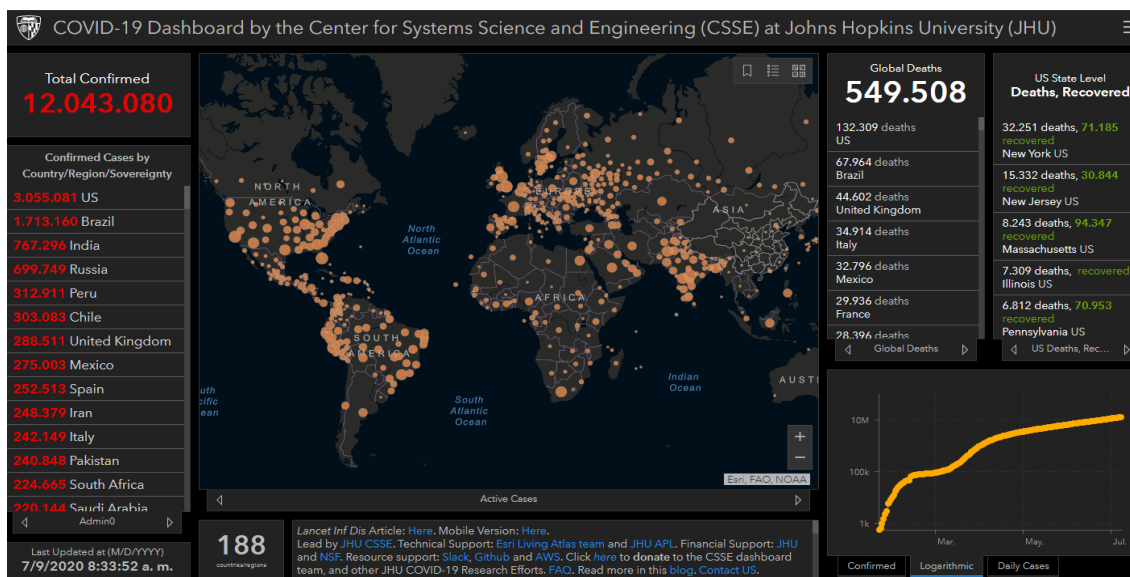 COVID-19 Dashboard by the Center for Systems Science and Engineering (CSSE) at Johns Hopkins University (JHU)
Total Confirmed
12.043.080
Confirmed Cases by
Country/Region/Sovereignty
3.055.081 US
1.713.160 Brazil
767.296 India
699.749 Russia
312.911 Peru
303.083 Chile
288.511 United Kingdom
275.003 Mexico
252.513 Spain
248.379 Iran
242.149 Italy
240.848 Pakistan
224.665 South Africa
220.144 Saudi Arabia
Admin0
Last Updated at (M/D/YYYY)
7/9/2020 8:33:52 a. m.
NORTH
AMERICA
North
Atlantic
Ocean
EUROPE
ASIA
AFRICA
SOUTH
AMERICA
South
Atlantic
Ocean
Indian
Ocean
AUSTI
uth
cific
ean
Esri, FAO, NOAA
Active Cases
188
countries/regions
Lancet Inf Dis Article: Here. Mobile Version: Here.
Lead by JHU CSSE. Technical Support: Esri Living Atlas team and JHU APL. Financial Support: JHU
and NSF. Resource support: Slack, Github and AWS. Click here to donate to the CSSE dashboard
team, and other JHU COVID-19 Research Efforts. FAQ. Read more in this blog. Contact US.
Global Deaths
549.508
132.309 deaths
US
67.964 deaths
Brazil
44.602 deaths
United Kingdom
34.914 deaths
Italy
32.796 deaths
Mexico
29.936 deaths
France
28.396 deaths
Global Deaths
US State Level
Deaths, Recovered
32.251 deaths, 71.185
recovered
New York US
15.332 deaths, 30.844
recovered
New Jersey US
8.243 deaths, 94.347
recovered
Massachusetts US
7.309 deaths, recovered
Illinois US
6.812 deaths, 70.953
recovered
Pennsylvania US
US Deaths, Rec...
10M
100k
1k
Mar.
May.
Jul.
Confirmed
Logarithmic
Daily Cases